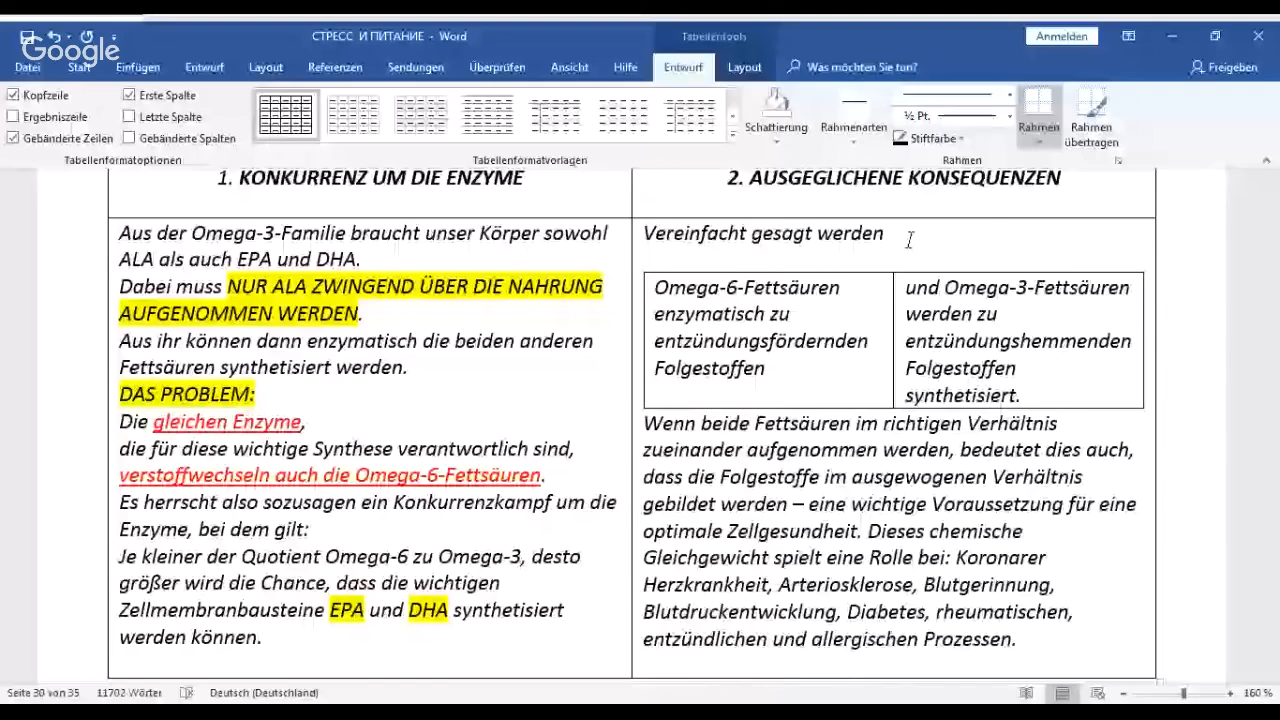 СТРЕСС И ПИТАНИЕ - Word
Tabellentools
Anmelden
Google
Datei Start Einfügen Entwurf Layout Referenzen Sendungen Überprüfen Ansicht Hilfe Entwurf Layout Was möchten Sie tun? Freigeben
Kopfzeile Erste Spalte
Ergebniszeile Letzte Spalte
Gebänderte Zeilen Gebänderte Spalten
Tabellenformatoptionen
Tabellenformatvorlagen
Schattierung
Rahmenarten
½ Pt.
Stiftfarbe
Rahmen
Rahmen übertragen
Rahmen
1. KONKURRENZ UM DIE ENZYME
Aus der Omega-3-Familie braucht unser Körper sowohl
ALA als auch EPA und DHA.
Dabei muss NUR ALA ZWINGEND ÜBER DIE NAHRUNG
AUFGENOMMEN WERDEN.
Aus ihr können dann enzymatisch die beiden anderen
Fettsäuren synthetisiert werden.
DAS PROBLEM:
Die gleichen Enzyme,
die für diese wichtige Synthese verantwortlich sind,
verstoffwechseln auch die Omega-6-Fettsäuren.
Es herrscht also sozusagen ein Konkurrenzkampf um die
Enzyme, bei dem gilt:
Je kleiner der Quotient Omega-6 zu Omega-3, desto
größer wird die Chance, dass die wichtigen
Zellmembranbausteine EPA und DHA synthetisiert
werden können.
2. AUSGEGLICHENE KONSEQUENZEN
Vereinfacht gesagt werden
Omega-6-Fettsäuren
enzymatisch zu
entzündungsfördernden
Folgestoffen
und Omega-3-Fettsäuren
werden zu
entzündungshemmenden
Folgestoffen
synthetisiert.
Wenn beide Fettsäuren im richtigen Verhältnis
zueinander aufgenommen werden, bedeutet dies auch,
dass die Folgestoffe im ausgewogenen Verhältnis
gebildet werden – eine wichtige Voraussetzung für eine
optimale Zellgesundheit. Dieses chemische
Gleichgewicht spielt eine Rolle bei: Koronarer
Herzkrankheit, Arteriosklerose, Blutgerinnung,
Blutdruckentwicklung, Diabetes, rheumatischen,
entzündlichen und allergischen Prozessen.
Seite 30 von 35 11702 Wörter Deutsch (Deutschland) 160 %